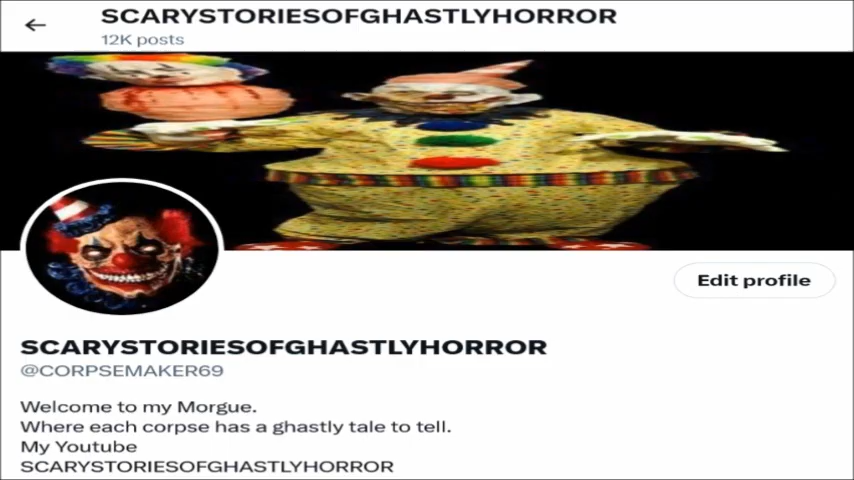 SCARYSTORIESOFGHASTLYHORROR
12K posts
Edit profile
SCARYSTORIESOFGHASTLYHORROR
@CORPSEMAKER69
Welcome to my Morgue.
Where each corpse has a ghastly tale to tell.
My Youtube
SCARYSTORIESOFGHASTLYHORROR